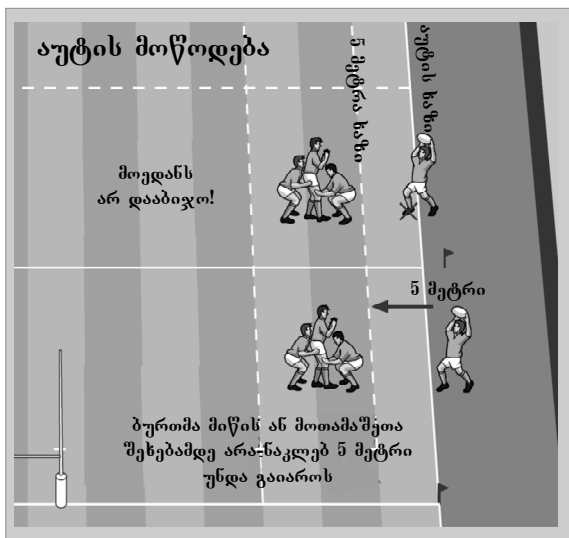 აუტის მოწოდება
5 მეტრა ხაზი
აუტის ხაზი
მოედანს
არ დააბიჯო!
5 მეტრი
ბურთმა მიწის ან მოთამაშეთა
შეხებამდე არა-ნაკლებ 5 მეტრი
უნდა გაიაროს